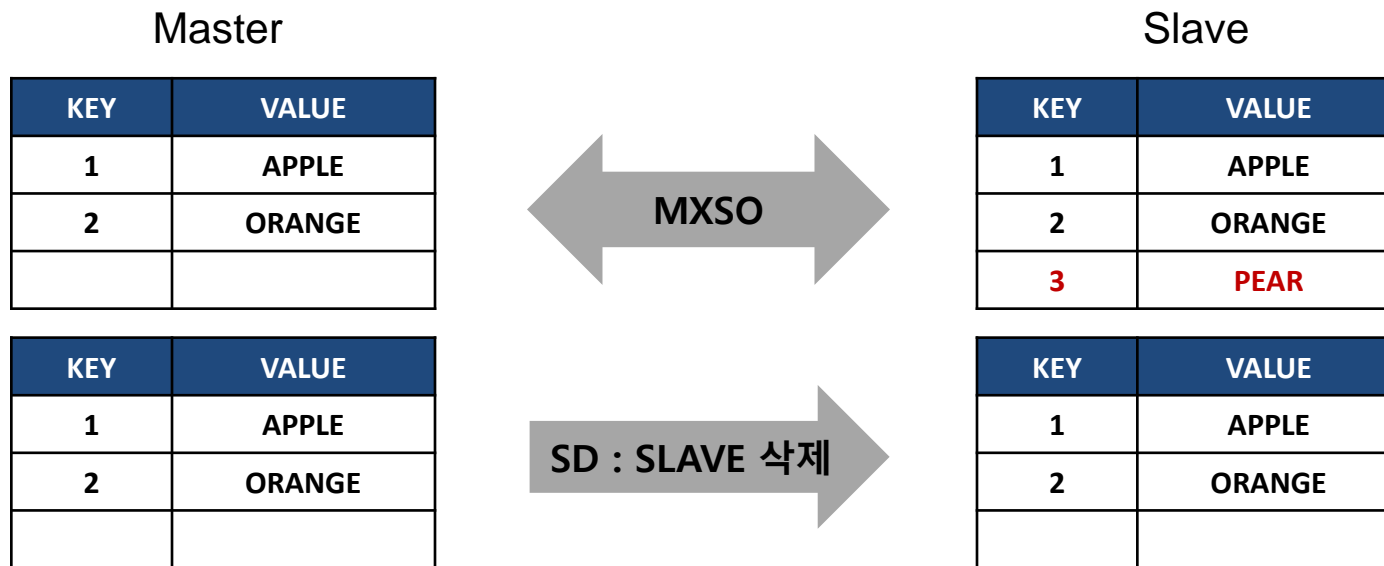 Master Slave
KEY VALUE
1 APPLE
2 ORANGE
MXSO
KEY VALUE
1 APPLE
2 ORANGE
3 PEAR
KEY VALUE
1 APPLE
2 ORANGE
SD : SLAVE 삭제
KEY VALUE
1 APPLE
2 ORANGE